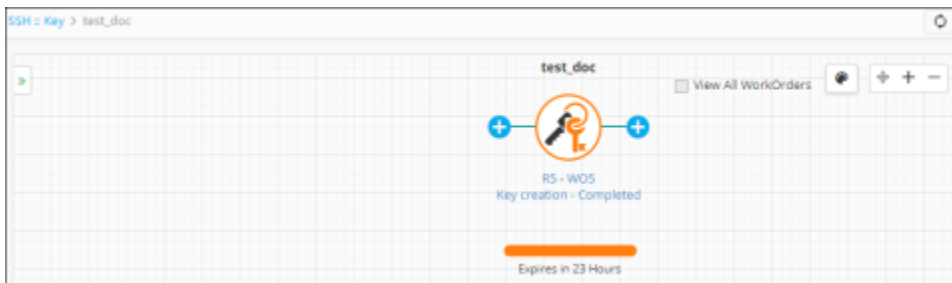 SSH :: Key > test_doc
test_doc
View All WorkOrders
R5 - WO5
Key creation - Completed
Expires in 23 Hours